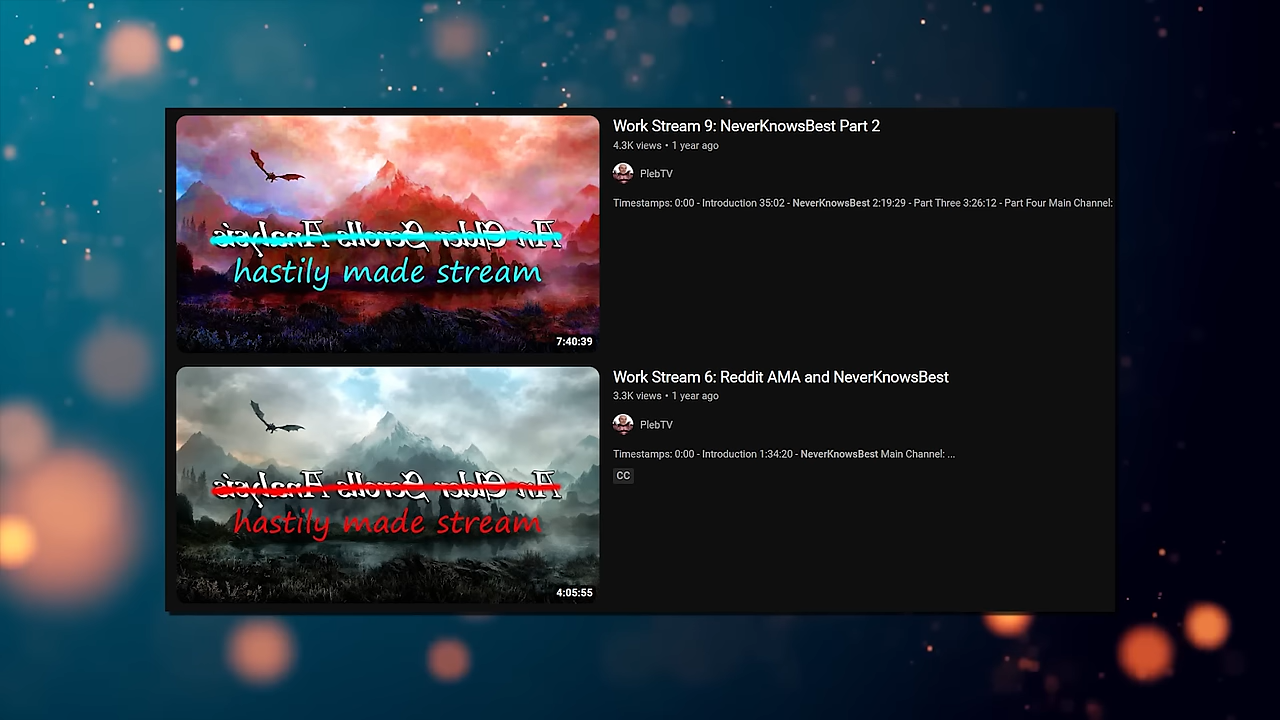 An Elder Scrolls Analysis
hastily made stream
7:40:39
Work Stream 9: NeverKnowsBest Part 2
4.3K views • 1 year ago
PlebTV
Timestamps: 0:00 - Introduction 35:02 - NeverKnowsBest 2:19:29 - Part Three 3:26:12 - Part Four Main Channel:
An Elder Scrolls Analysis
hastily made stream
4:05:55
Work Stream 6: Reddit AMA and NeverKnowsBest
3.3K views • 1 year ago
PlebTV
Timestamps: 0:00 - Introduction 1:34:20 - NeverKnowsBest Main Channel: ...
CC